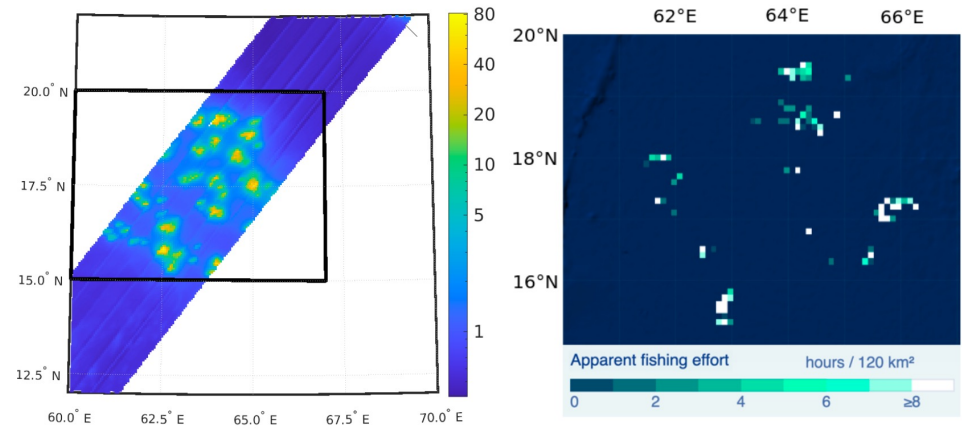 80
40
20
10
5
1
20.0° N
17.5° N
15.0° N
12.5° N
60.0° E
62.5° E
65.0° E
67.5° E
70.0° E
62°E
64°E
66°E
20°N
18°N
16°N
Apparent fishing effort
hours / 120 km²
0
2
4
6
≥8